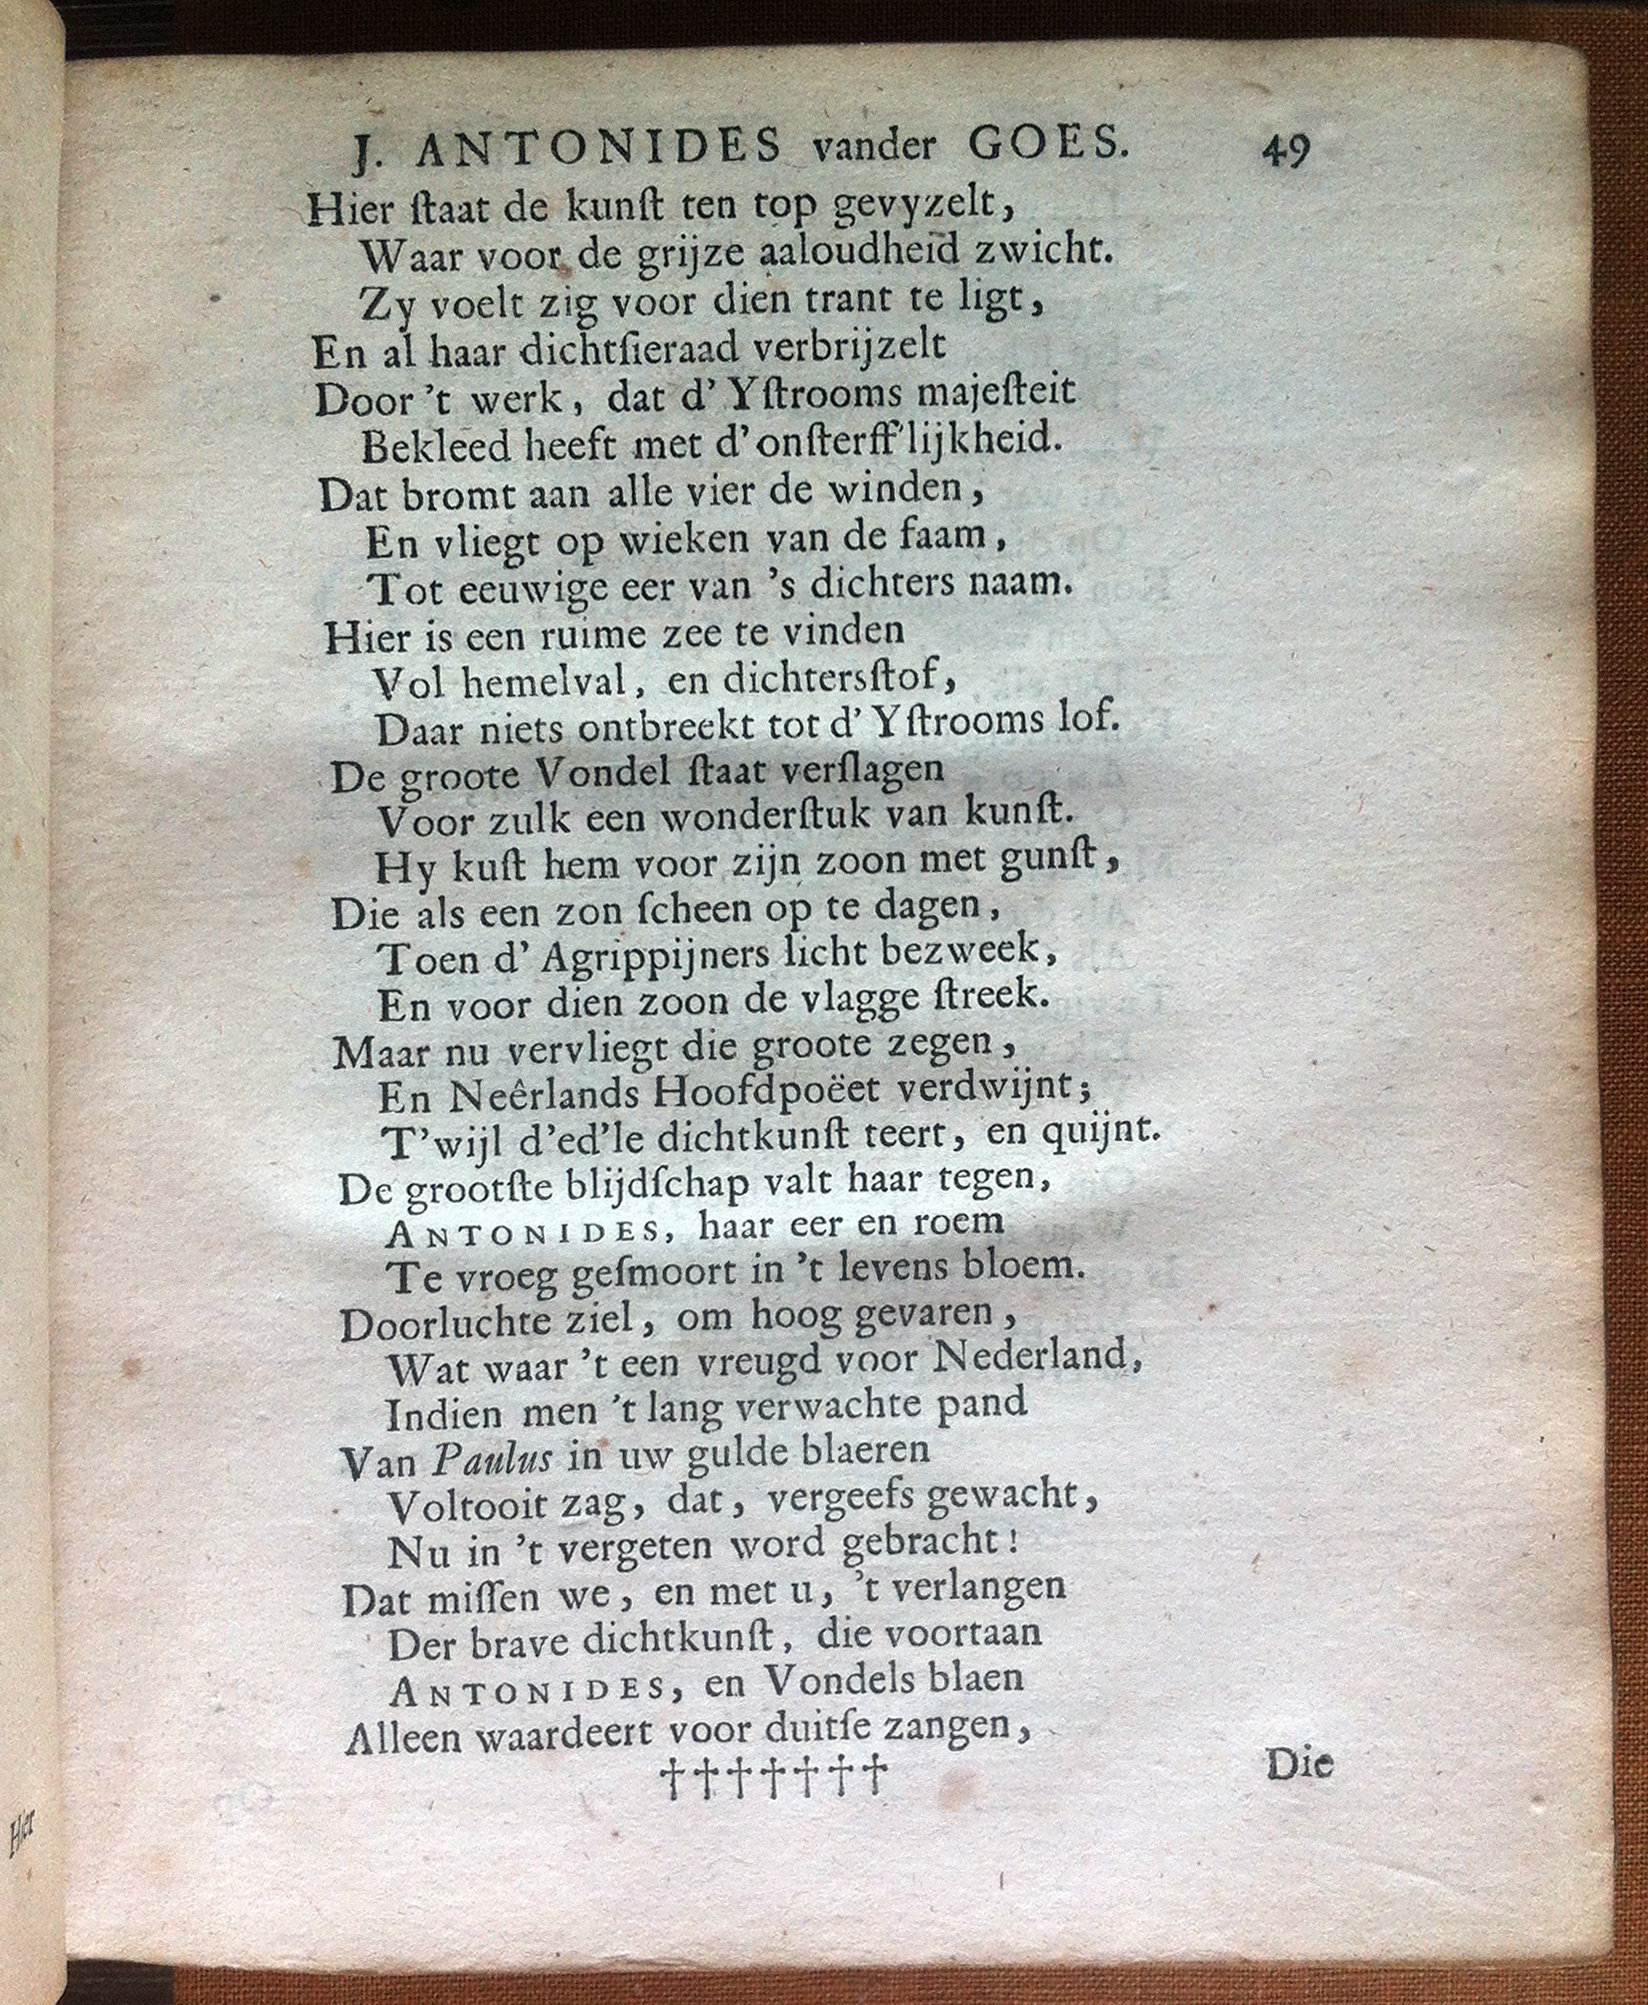 J. ANTONIDES vander GOES. 49
Hier ſtaat de kunſt ten top gevyzelt,
Waar voor de grijze aaloudheid zwicht.
Zy voelt zig voor dien trant te ligt,
En al haar dichtſieraad verbrijzelt
Door 't werk, dat d' Yſtrooms majeſteit
Bekleed heeft met d' onſterff'lijkheid.
Dat bromt aan alle vier de winden,
En vliegt op wieken van de faam,
Tot eeuwige eer van 's dichters naam.
Hier is een ruime zee te vinden
Vol hemelval, en dichtersſtof,
Daar niets ontbreekt tot d' Yſtrooms lof.
De groote Vondel ſtaat verſlagen
Voor zulk een wonderſtuk van kunſt.
Hy kuſt hem voor zijn zoon met gunſt,
Die als een zon ſcheen op te dagen,
Toen d' Agrippijners licht bezweek,
En voor dien zoon de vlagge ſtreek.
Maar nu vervliegt die groote zegen,
En Neêrlands Hoofdpoëet verdwijnt;
T'wijl d'ed'le dichtkunſt teert, en quijnt.
De grootſte blijdſchap valt haar tegen,
ANTONIDES, haar eer en roem
Te vroeg geſmoort in 't levens bloem.
Doorluchte ziel, om hoog gevaren,
Wat waar 't een vreugd voor Nederland,
Indien men 't lang verwachte pand
Van Paulus in uw gulde blaeren
Voltooit zag, dat, vergeefs gewacht,
Nu in 't vergeten word gebracht!
Dat miſſen we, en met u, 't verlangen
Der brave dichtkunſt, die voortaan
ANTONIDES, en Vondels blaen
Alleen waardeert voor duitſe zangen,
††††††† Die
Hier